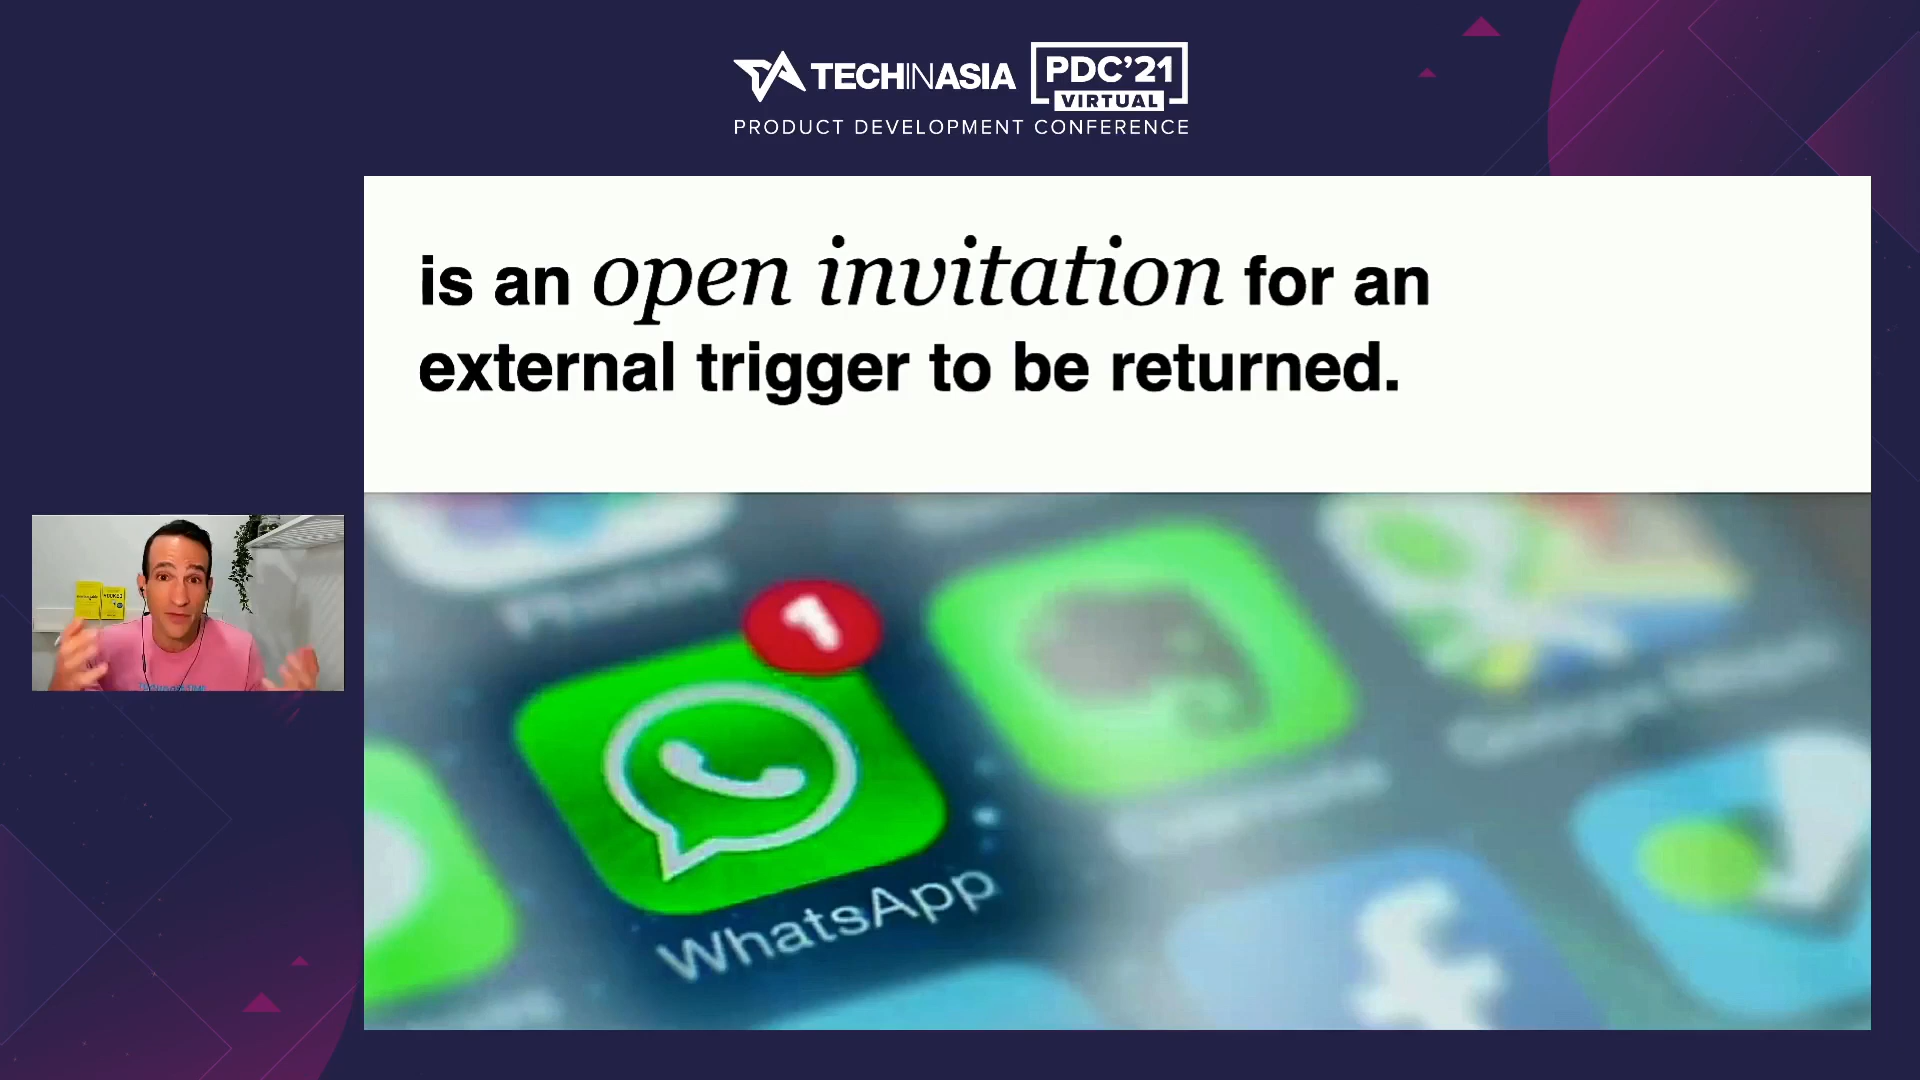 TECHINASIA
PDC’21
VIRTUAL
PRODUCT DEVELOPMENT CONFERENCE
is an open invitation for an
external trigger to be returned.
1
WhatsApp
HOOKED